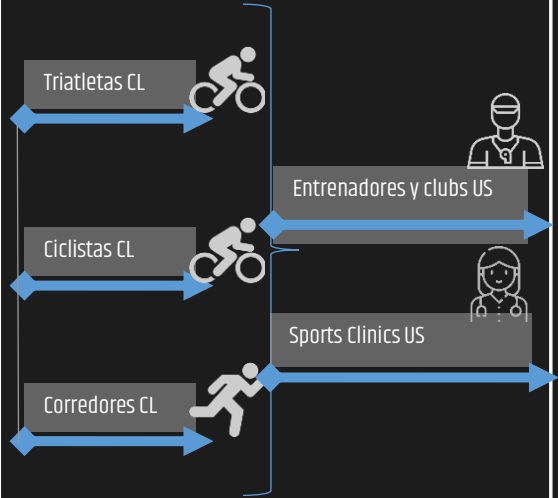 Triatletas CL
Entrenadores y clubs US
Ciclistas CL
Sports Clinics US
Corredores CL